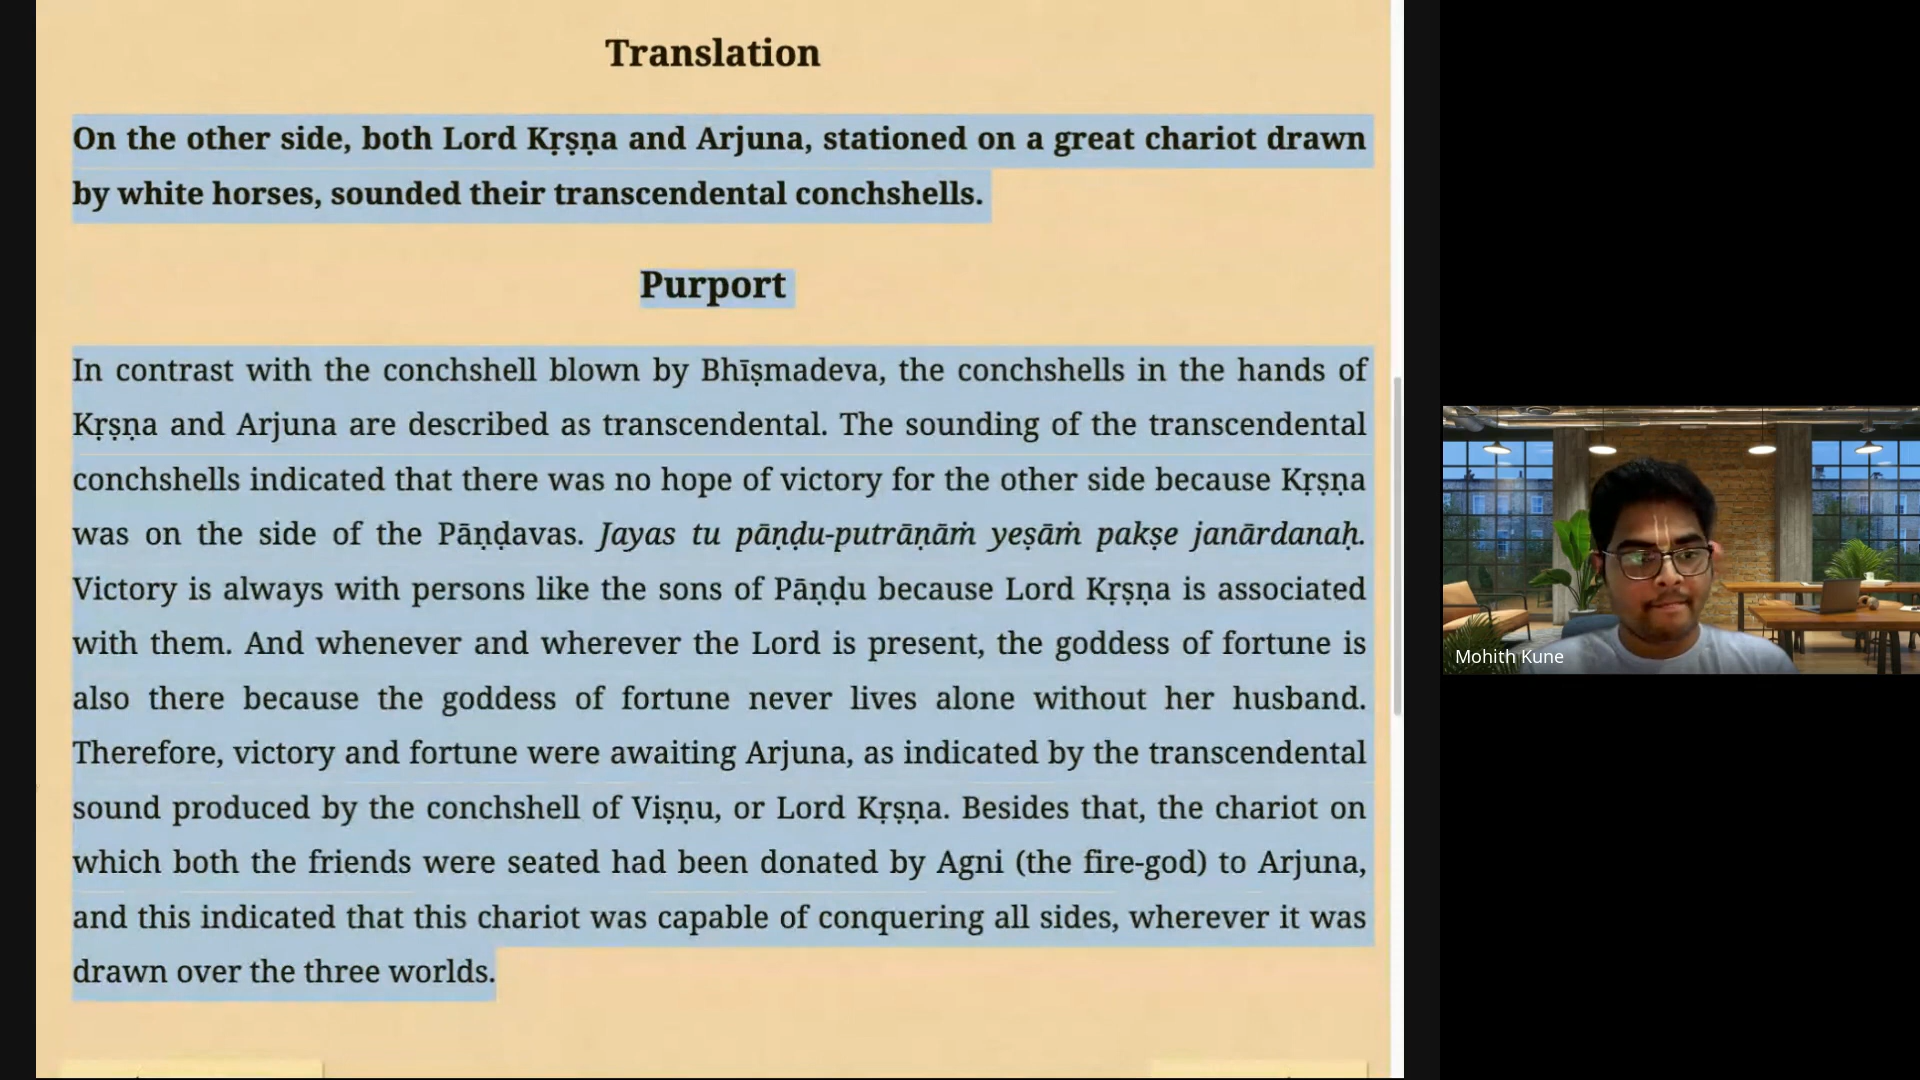 Translation
On the other side, both Lord Kṛṣṇa and Arjuna, stationed on a great chariot drawn
by white horses, sounded their transcendental conchshells.
Purport
In contrast with the conchshell blown by Bhīṣmadeva, the conchshells in the hands of
Kṛṣṇa and Arjuna are described as transcendental. The sounding of the transcendental
conchshells indicated that there was no hope of victory for the other side because Kṛṣṇa
was on the side of the Pāṇḍavas. Jayas tu pāṇḍu-putrāṇāṁ yeṣāṁ pakṣe janārdanaḥ.
Victory is always with persons like the sons of Pāṇḍu because Lord Kṛṣṇa is associated
with them. And whenever and wherever the Lord is present, the goddess of fortune is
also there because the goddess of fortune never lives alone without her husband.
Therefore, victory and fortune were awaiting Arjuna, as indicated by the transcendental
sound produced by the conchshell of Viṣṇu, or Lord Kṛṣṇa. Besides that, the chariot on
which both the friends were seated had been donated by Agni (the fire-god) to Arjuna,
and this indicated that this chariot was capable of conquering all sides, wherever it was
drawn over the three worlds.
Mohith Kune